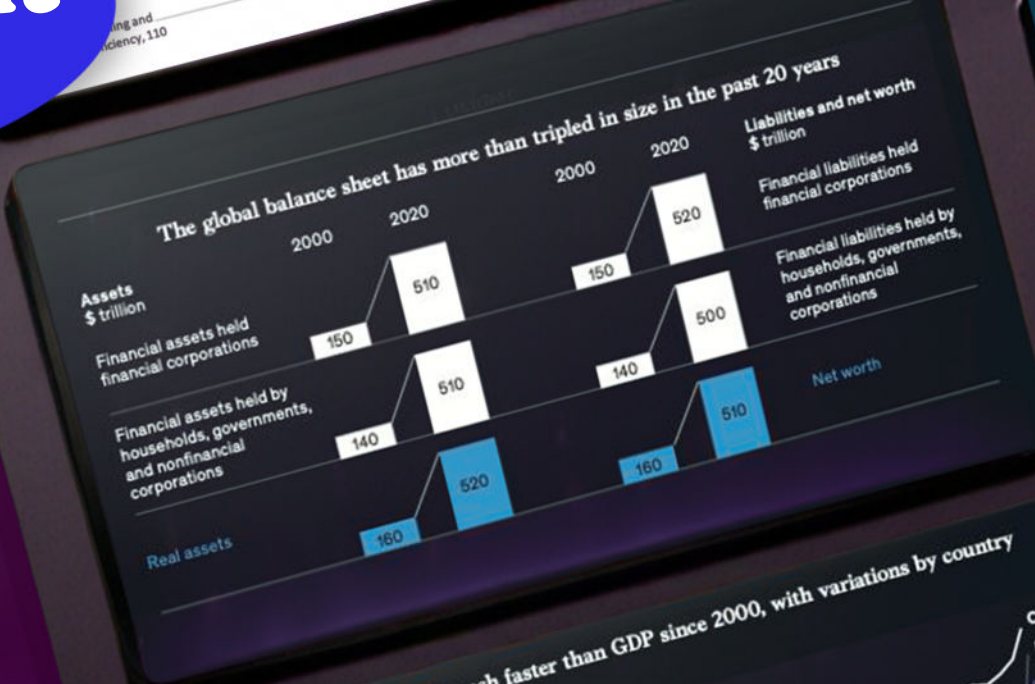 ing and
ciency, 110
The global balance sheet has more than tripled in size in the past 20 years
Assets
$ trillion
2000
2020
Financial assets held
financial corporations
150
510
Financial assets held by
households, governments,
and nonfinancial
corporations
140
510
Real assets
160
520
2000
2020
Liabilities and net worth
$ trillion
150
520
Financial liabilities held
financial corporations
140
500
Financial liabilities held by
households, governments,
and nonfinancial
corporations
160
510
Net worth
faster than GDP since 2000, with variations by country